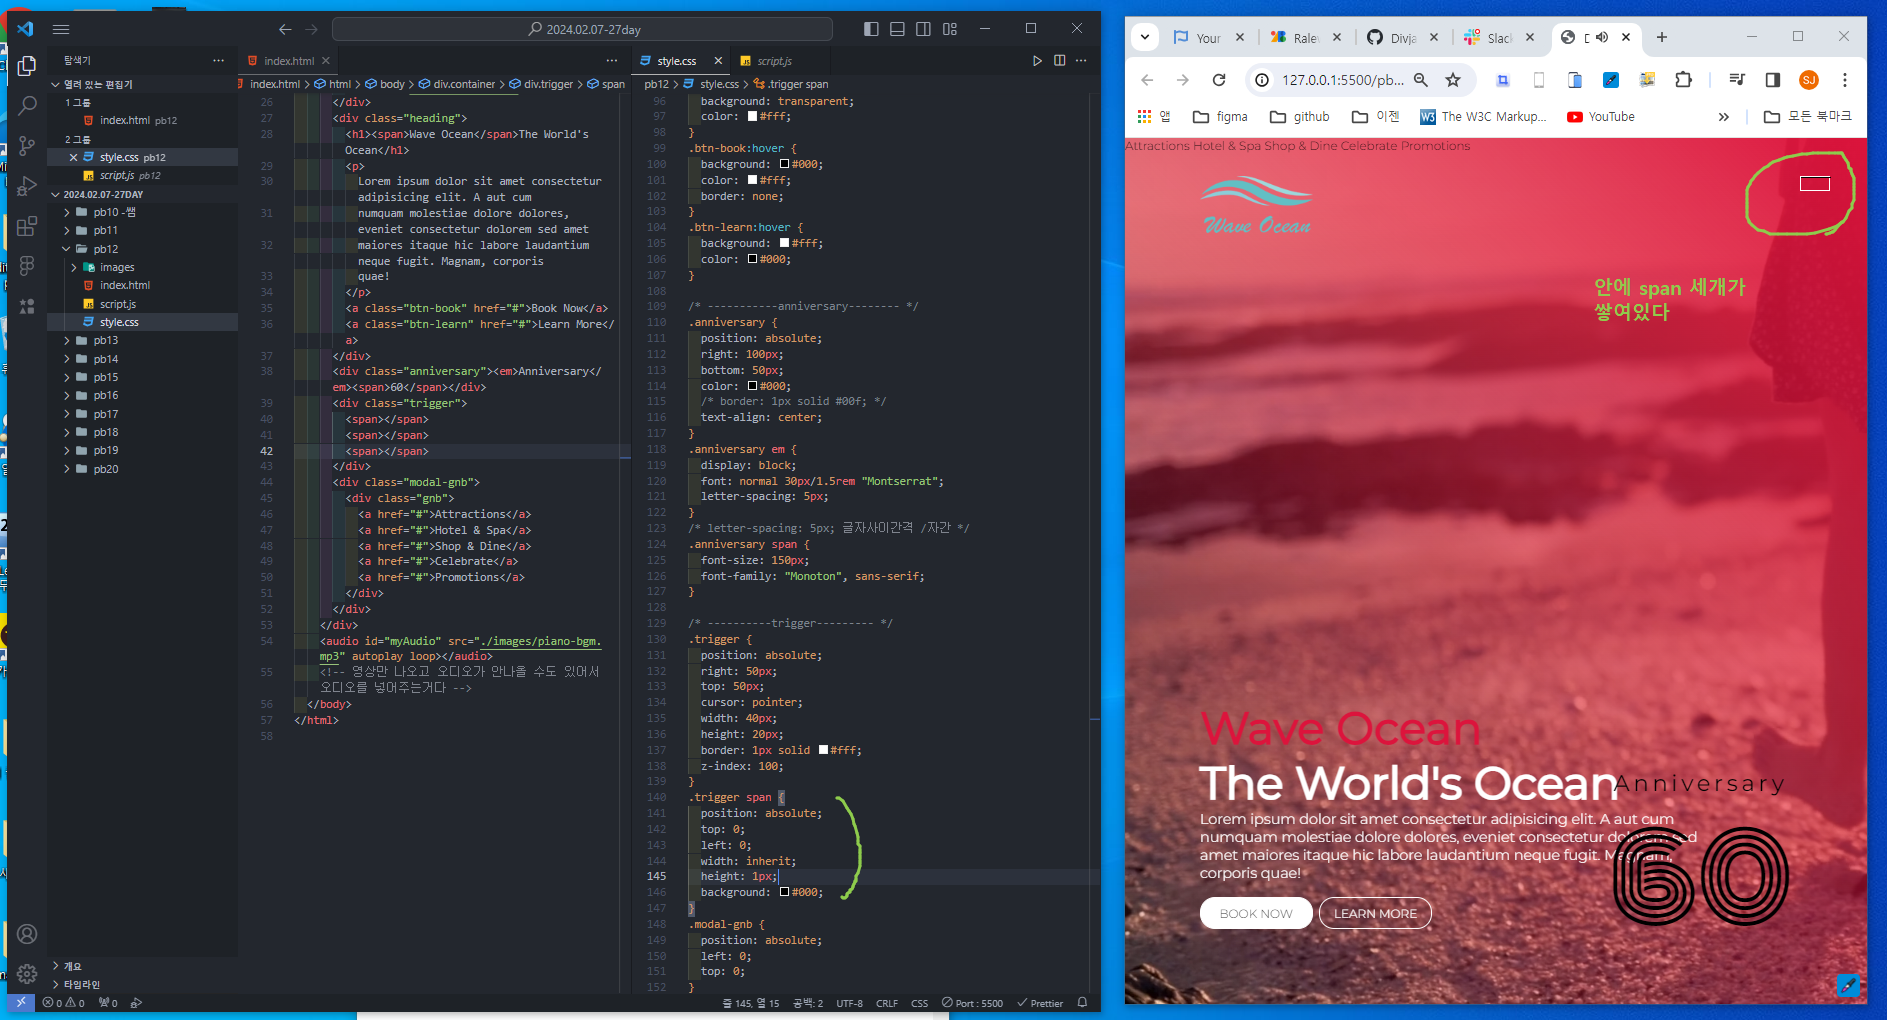 2024.02.07-27day
탐색기
열려 있는 편집기
1 그룹
index.html pb12
2 그룹
style.css pb12
script.js pb12
2024.02.07-27DAY
pb10 -쌤
pb11
pb12
images
index.html
script.js
style.css
pb13
pb14
pb15
pb16
pb17
pb18
pb19
pb20
개요
타임라인
index.html
index.html > html > body > div.container > div.trigger > span
26 </div>
27 <div class="heading">
28 <h1><span>Wave Ocean</span>The World's
Ocean</h1>
29 <p>
30 Lorem ipsum dolor sit amet consectetur
adipisicing elit. A aut cum
31 numquam molestiae dolore dolores,
eveniet consectetur dolorem sed amet
32 maiores itaque hic labore laudantium
neque fugit. Magnam, corporis
33 quae!
34 </p>
35 <a class="btn-book" href="#">Book Now</a>
36 <a class="btn-learn" href="#">Learn More</
a>
37 </div>
38 <div class="anniversary"><em>Anniversary</
em><span>60</span></div>
39 <div class="trigger">
40 <span></span>
41 <span></span>
42 <span></span>
43 </div>
44 <div class="modal-gnb">
45 <div class="gnb">
46 <a href="#">Attractions</a>
47 <a href="#">Hotel & Spa</a>
48 <a href="#">Shop & Dine</a>
49 <a href="#">Celebrate</a>
50 <a href="#">Promotions</a>
51 </div>
52 </div>
53 </div>
54 <audio id="myAudio" src="./images/piano-bgm.
mp3" autoplay loop></audio>
55 <!-- 영상만 나오고 오디오가 안나올 수도 있어서
오디오를 넣어주는거다 -->
56 </body>
57 </html>
58
style.css
script.js
pb12 > style.css > .trigger span
96 background: transparent;
97 color: #fff;
98 }
99 .btn-book:hover {
100 background: #000;
101 color: #fff;
102 border: none;
103 }
104 .btn-learn:hover {
105 background: #fff;
106 color: #000;
107 }
108
109 /* -----------anniversary-------- */
110 .anniversary {
111 position: absolute;
112 right: 100px;
113 bottom: 50px;
114 color: #000;
115 /* border: 1px solid #00f; */
116 text-align: center;
117 }
118 .anniversary em {
119 display: block;
120 font: normal 30px/1.5rem "Montserrat";
121 letter-spacing: 5px;
122 }
123 /* letter-spacing: 5px; 글자사이간격 /자간 */
124 .anniversary span {
125 font-size: 150px;
126 font-family: "Monoton", sans-serif;
127 }
128
129 /* ----------trigger--------- */
130 .trigger {
131 position: absolute;
132 right: 50px;
133 top: 50px;
134 cursor: pointer;
135 width: 40px;
136 height: 20px;
137 border: 1px solid #fff;
138 z-index: 100;
139 }
140 .trigger span {
141 position: absolute;
142 top: 0;
143 left: 0;
144 width: inherit;
145 height: 1px;
146 background: #000;
147 }
148 .modal-gnb {
149 position: absolute;
150 left: 0;
151 top: 0;
152 }
0 0 0
줄 145, 열 15 공백: 2 UTF-8 CRLF CSS Port : 5500 Prettier
Your
Ralev
Divja
Slack
127.0.0.1:5500/pb...
SJ
앱 figma github 이젠 W3 The W3C Markup... YouTube 모든 북마크
Attractions Hotel & Spa Shop & Dine Celebrate Promotions
Wave Ocean
안에 span 세개가
쌓여있다
Wave Ocean
The World's Ocean
Anniversary
Lorem ipsum dolor sit amet consectetur adipisicing elit. A aut cum
numquam molestiae dolore dolores, eveniet consectetur dolorem sed
amet maiores itaque hic labore laudantium neque fugit. Magnam,
corporis quae!
60
BOOK NOW
LEARN MORE